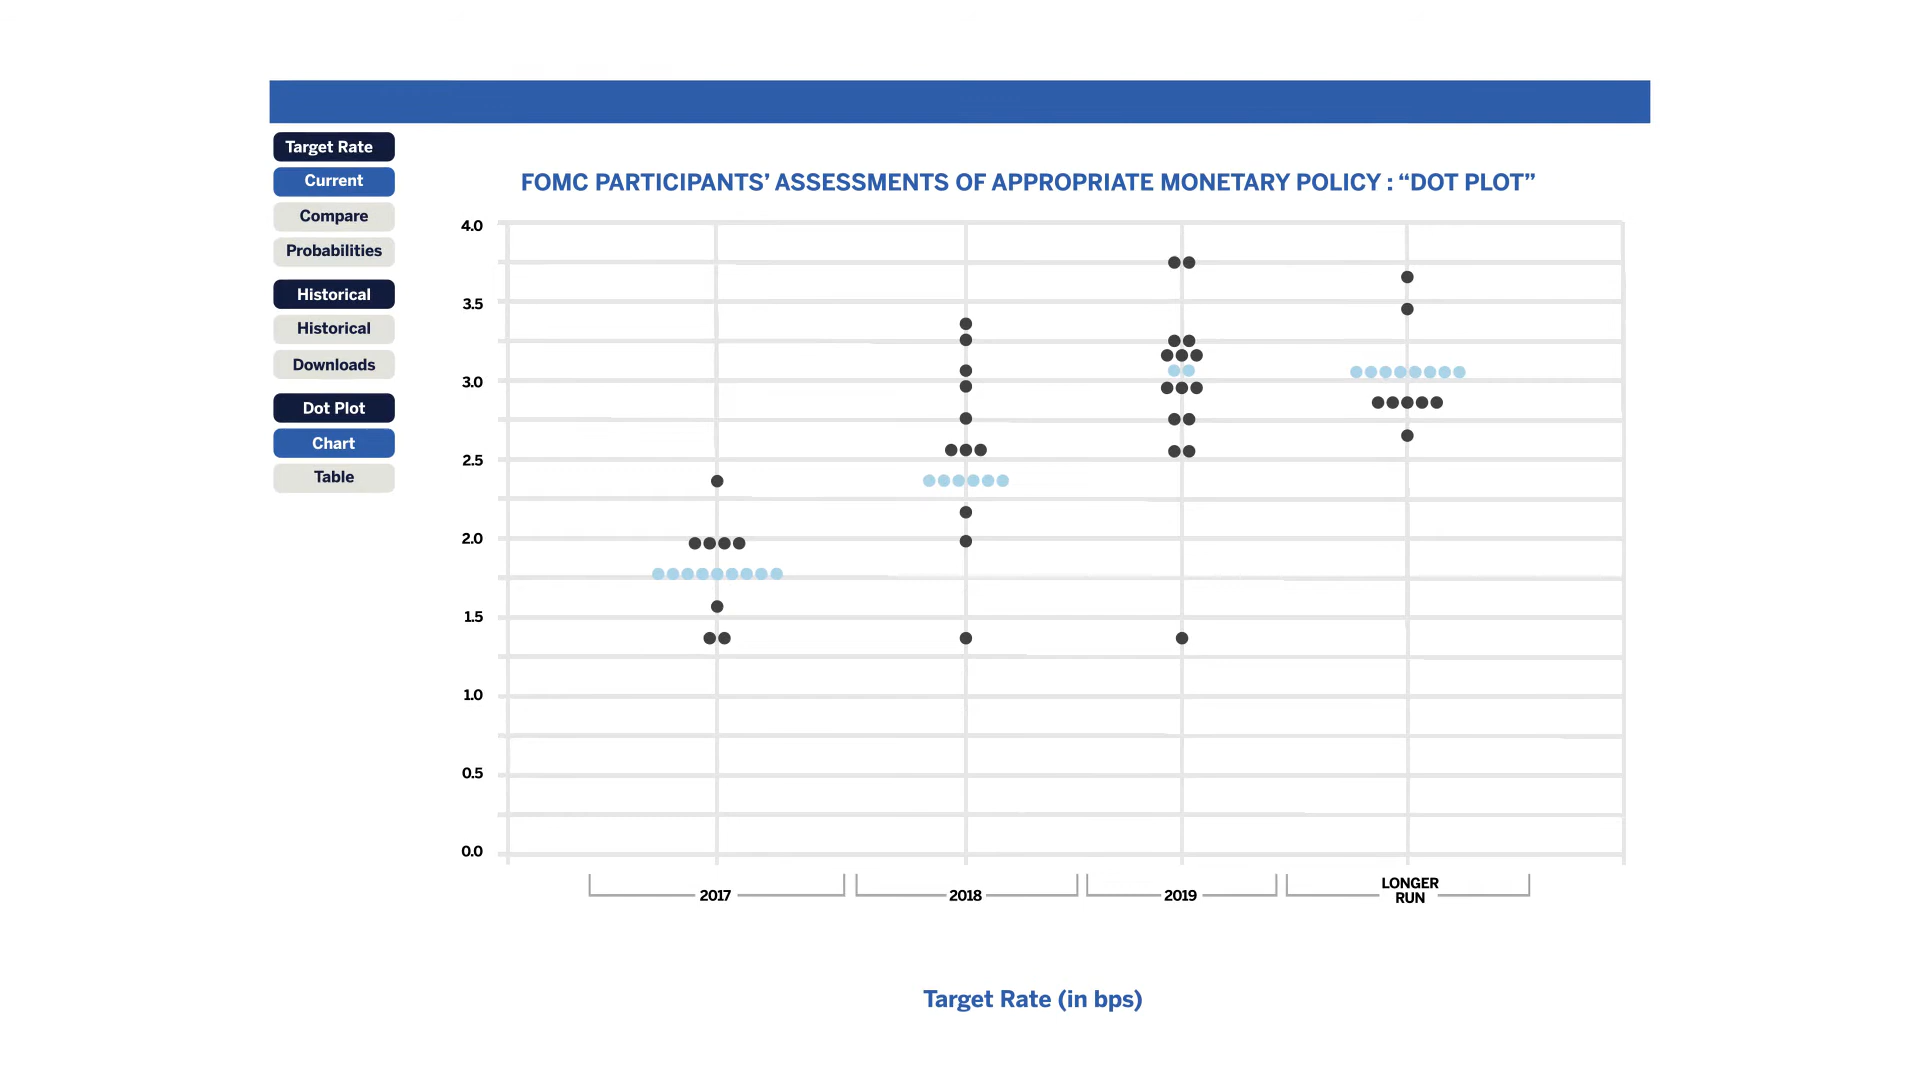 Target Rate
Current
Compare
Probabilities
Historical
Historical
Downloads
Dot Plot
Chart
Table
FOMC PARTICIPANTS’ ASSESSMENTS OF APPROPRIATE MONETARY POLICY : “DOT PLOT”
4.0
3.5
3.0
2.5
2.0
1.5
1.0
0.5
0.0
2017
2018
2019
LONGER
RUN
Target Rate (in bps)